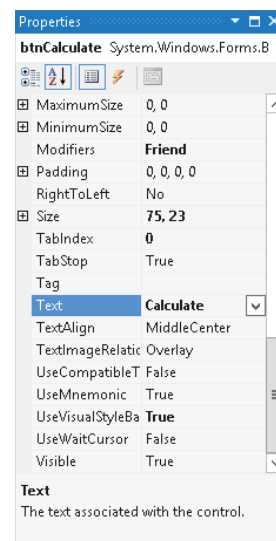 Properties
btnCalculate System.Windows.Forms.B
MaximumSize 0, 0
MinimumSize 0, 0
Modifiers Friend
Padding 0, 0, 0, 0
RightToLeft No
Size 75, 23
TabIndex 0
TabStop True
Tag
Text Calculate
TextAlign MiddleCenter
TextImageRelatic Overlay
UseCompatibleT False
UseMnemonic True
UseVisualStyleBa True
UseWaitCursor False
Visible True
Text
The text associated with the control.